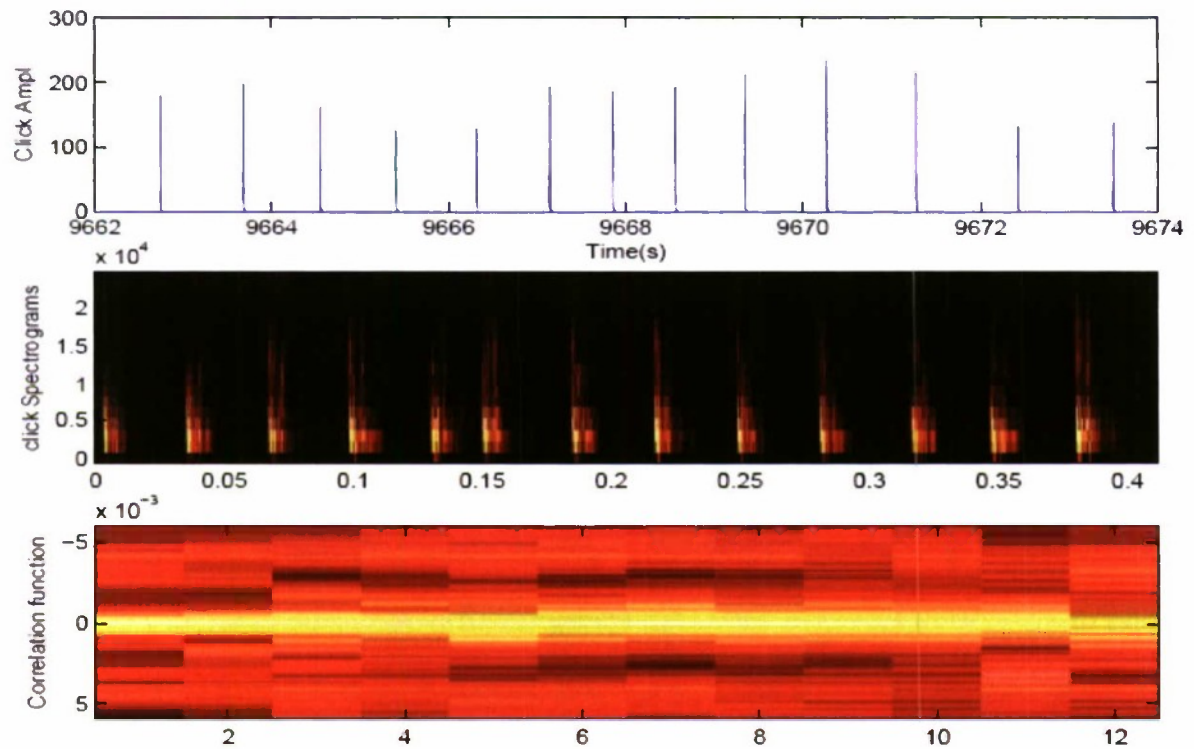 300
200
100
0
Click Ampl
9662 9664 9666 9668 9670 9672 9674
Time(s)
x 10⁴
2
1.5
1
0.5
0
click Spectrograms
0 0.05 0.1 0.15 0.2 0.25 0.3 0.35 0.4
x 10⁻³
−5
0
5
Correlation function
2 4 6 8 10 12